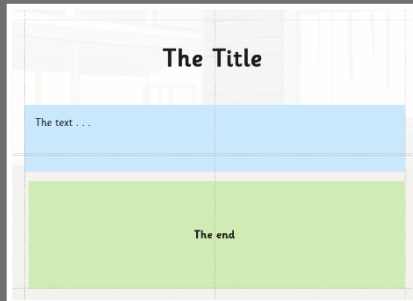 The Title
The text . . .
The end